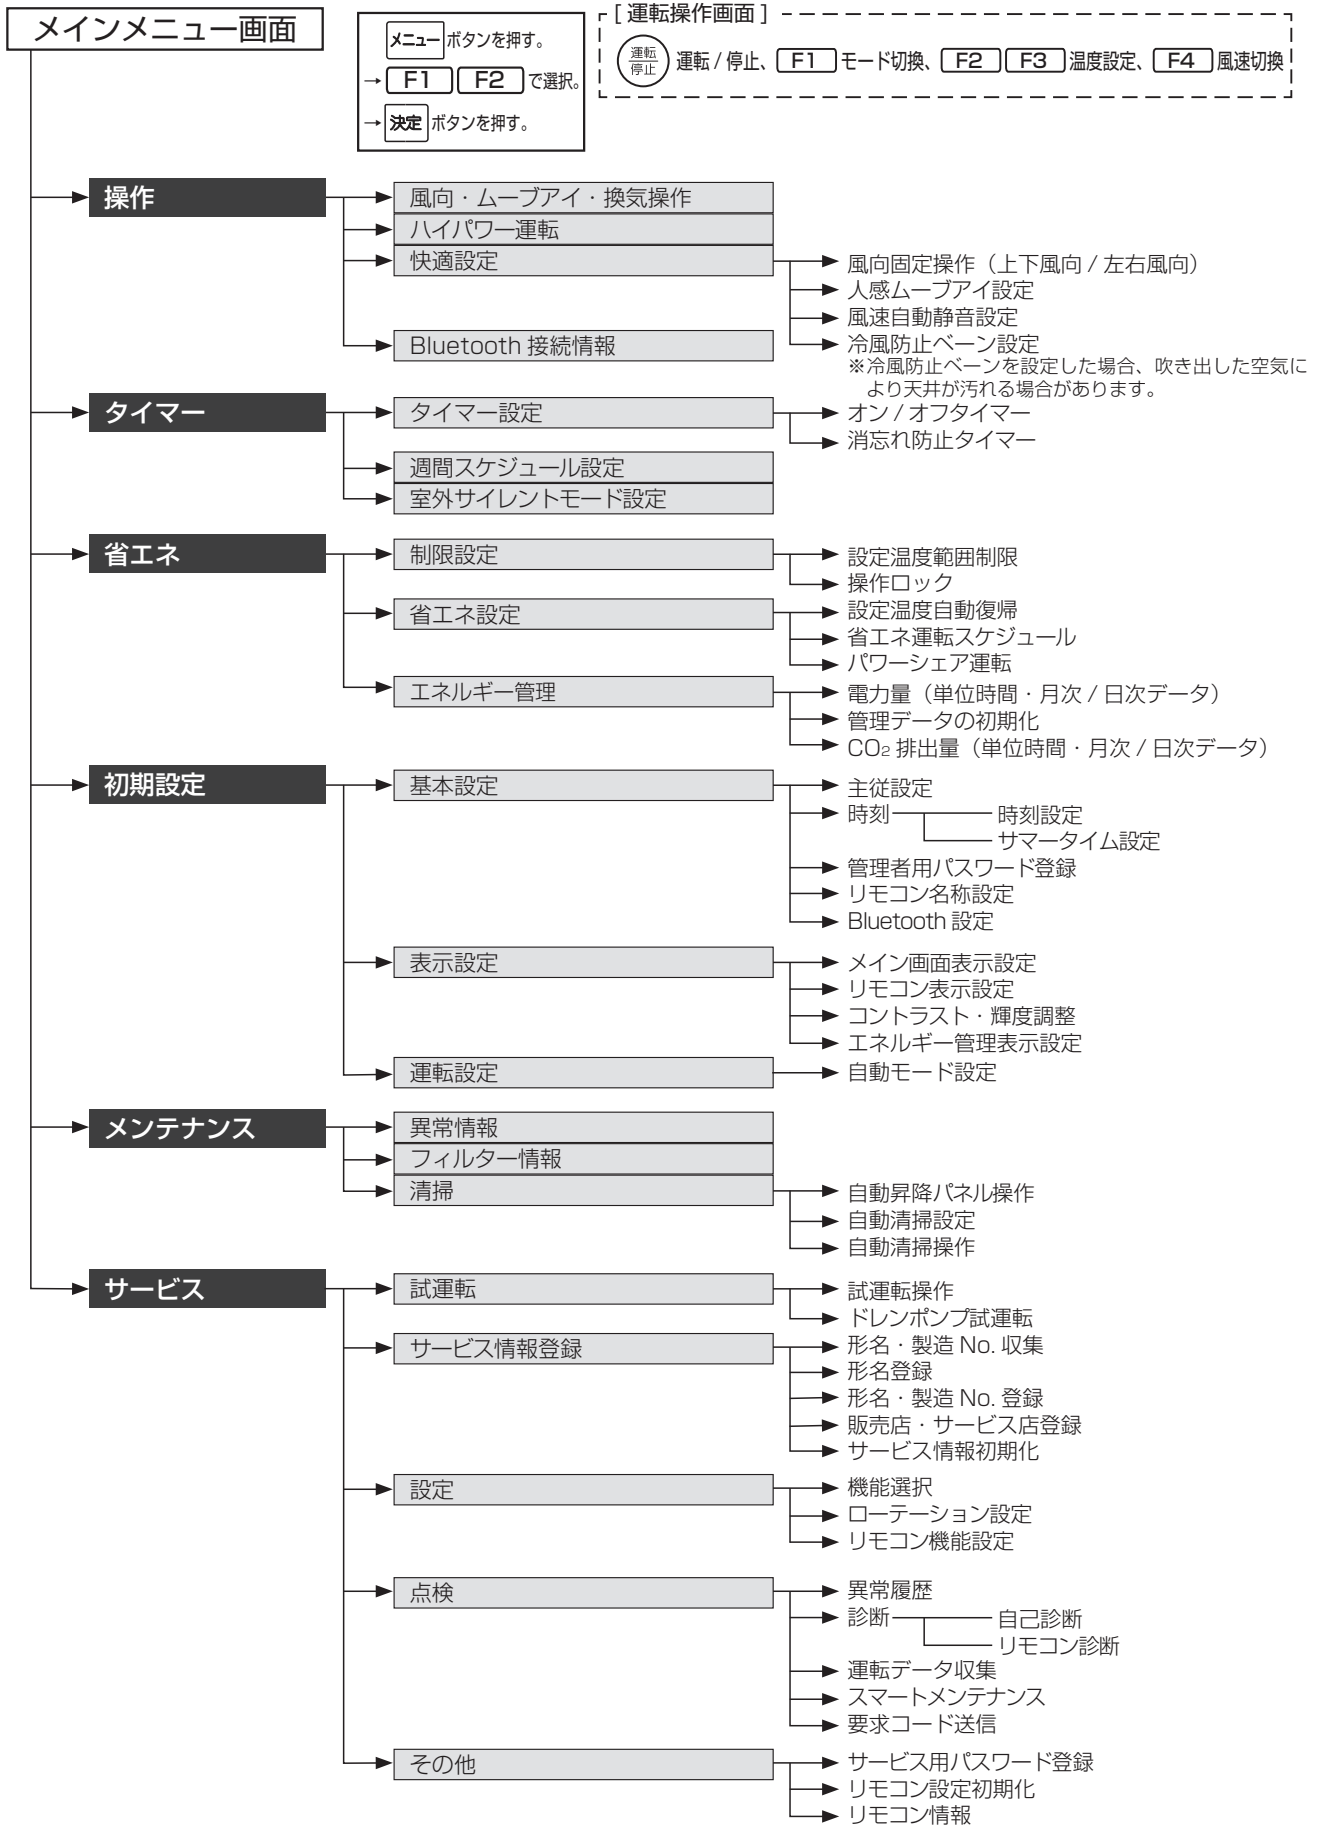 メインメニュー画面
メニュー ボタンを押す。
→ F1 F2 で選択。
→ 決定 ボタンを押す。
[ 運転操作画面 ]
運転 停止 運転 / 停止、 F1 モード切換、 F2 F3 温度設定、 F4 風速切換
操作
風向・ムーブアイ・換気操作
ハイパワー運転
快適設定
風向固定操作（上下風向 / 左右風向）
人感ムーブアイ設定
風速自動静音設定
冷風防止ベーン設定
※冷風防止ベーンを設定した場合、吹き出した空気に
より天井が汚れる場合があります。
Bluetooth 接続情報
タイマー
タイマー設定
オン / オフタイマー
消忘れ防止タイマー
週間スケジュール設定
室外サイレントモード設定
省エネ
制限設定
設定温度範囲制限
操作ロック
省エネ設定
設定温度自動復帰
省エネ運転スケジュール
パワーシェア運転
エネルギー管理
電力量（単位時間・月次 / 日次データ）
管理データの初期化
CO₂ 排出量（単位時間・月次 / 日次データ）
初期設定
基本設定
主従設定
時刻 時刻設定
サマータイム設定
管理者用パスワード登録
リモコン名称設定
Bluetooth 設定
表示設定
メイン画面表示設定
リモコン表示設定
コントラスト・輝度調整
エネルギー管理表示設定
運転設定
自動モード設定
メンテナンス
異常情報
フィルター情報
清掃
自動昇降パネル操作
自動清掃設定
自動清掃操作
サービス
試運転
試運転操作
ドレンポンプ試運転
サービス情報登録
形名・製造 No. 収集
形名登録
形名・製造 No. 登録
販売店・サービス店登録
サービス情報初期化
設定
機能選択
ローテーション設定
リモコン機能設定
点検
異常履歴
診断 自己診断
リモコン診断
運転データ収集
スマートメンテナンス
要求コード送信
その他
サービス用パスワード登録
リモコン設定初期化
リモコン情報